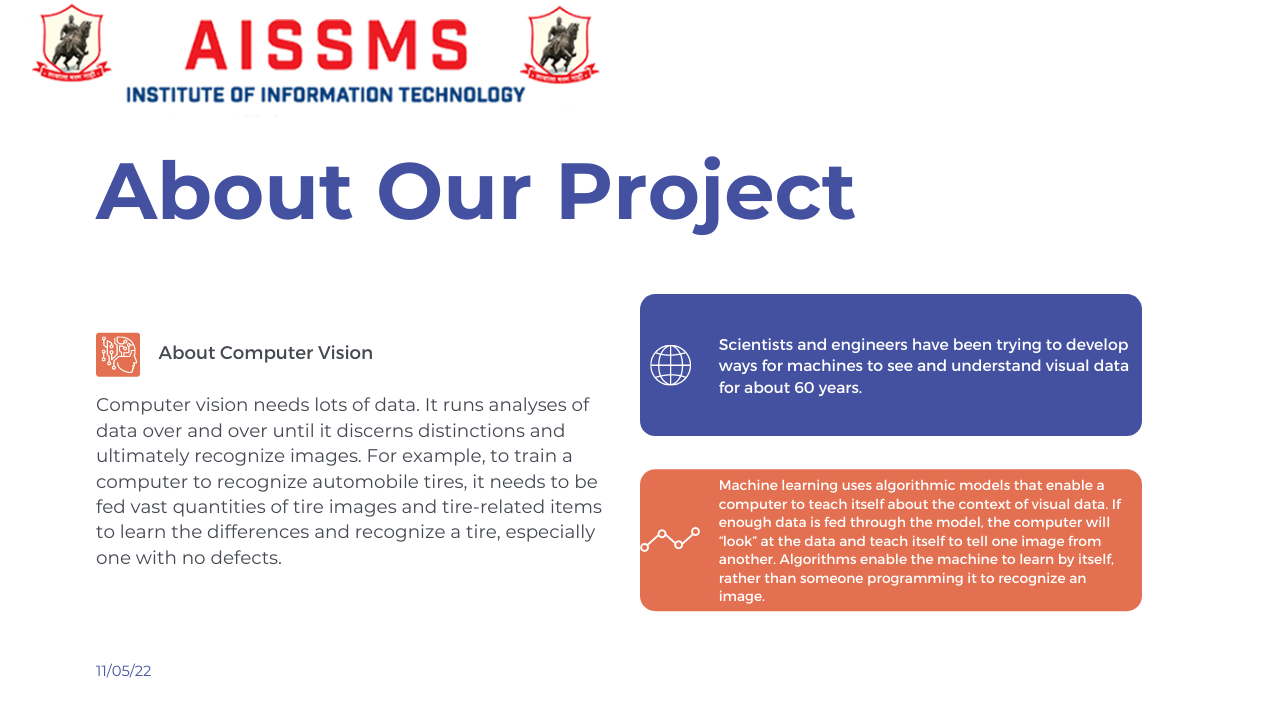 AISSMS
INSTITUTE OF INFORMATION TECHNOLOGY
About Our Project
About Computer Vision
Computer vision needs lots of data. It runs analyses of
data over and over until it discerns distinctions and
ultimately recognize images. For example, to train a
computer to recognize automobile tires, it needs to be
fed vast quantities of tire images and tire-related items
to learn the differences and recognize a tire, especially
one with no defects.
Scientists and engineers have been trying to develop
ways for machines to see and understand visual data
for about 60 years.
Machine learning uses algorithmic models that enable a
computer to teach itself about the context of visual data. If
enough data is fed through the model, the computer will
“look” at the data and teach itself to tell one image from
another. Algorithms enable the machine to learn by itself,
rather than someone programming it to recognize an
image.
11/05/22